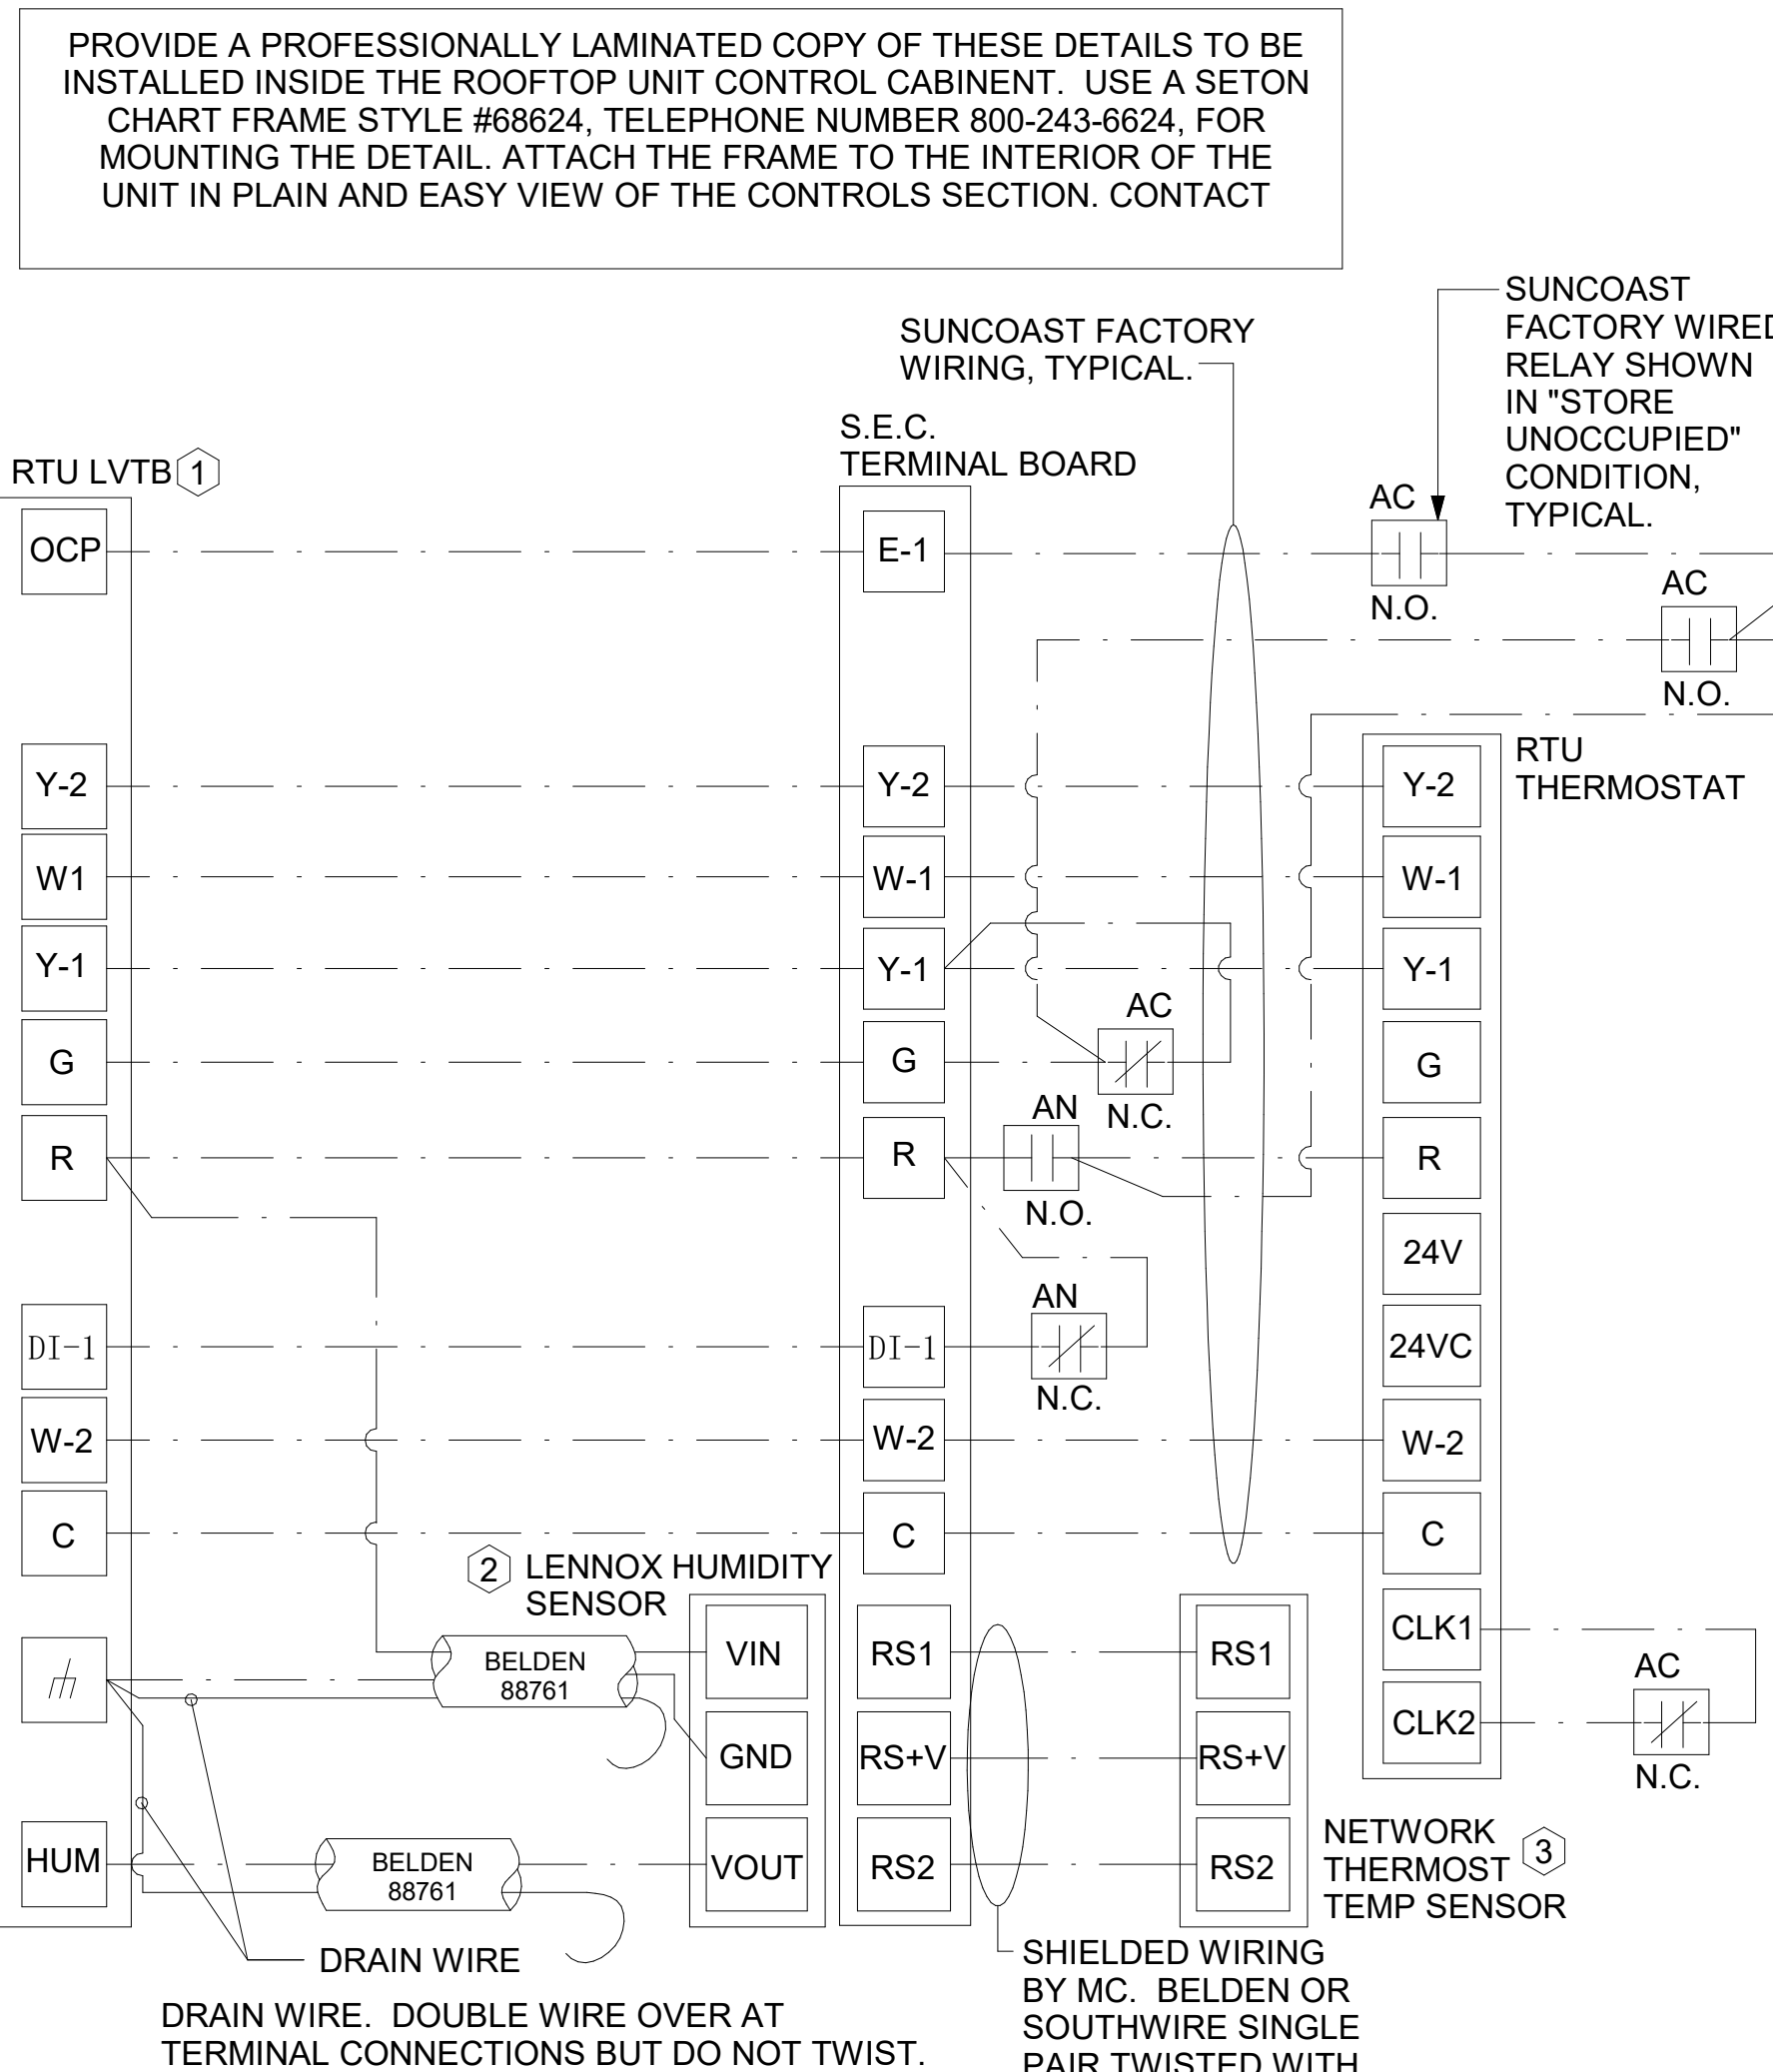 PROVIDE A PROFESSIONALLY LAMINATED COPY OF THESE DETAILS TO BE
INSTALLED INSIDE THE ROOFTOP UNIT CONTROL CABINENT.  USE A SETON
CHART FRAME STYLE #68624, TELEPHONE NUMBER 800-243-6624, FOR
MOUNTING THE DETAIL. ATTACH THE FRAME TO THE INTERIOR OF THE
UNIT IN PLAIN AND EASY VIEW OF THE CONTROLS SECTION. CONTACT
SUNCOAST
FACTORY WIRED
RELAY SHOWN
IN "STORE
UNOCCUPIED"
CONDITION,
TYPICAL.
SUNCOAST FACTORY
WIRING, TYPICAL.
S.E.C.
TERMINAL BOARD
RTU LVTB 1
AC
N.O.
AC
N.O.
OCP
Y-2
W1
Y-1
G
R
DI-1
W-2
C
HUM
E-1
Y-2
W-1
Y-1
G
R
DI-1
W-2
C
RS1
RS+V
RS2
AC
N.C.
AN
N.O.
AN
N.C.
RTU
THERMOSTAT
Y-2
W-1
Y-1
G
R
24V
24VC
W-2
C
CLK1
CLK2
AC
N.C.
2 LENNOX HUMIDITY
SENSOR
VIN
GND
VOUT
BELDEN
88761
BELDEN
88761
RS1
RS+V
RS2
NETWORK
THERMOST 3
TEMP SENSOR
DRAIN WIRE
DRAIN WIRE.  DOUBLE WIRE OVER AT
TERMINAL CONNECTIONS BUT DO NOT TWIST.
SHIELDED WIRING
BY MC.  BELDEN OR
SOUTHWIRE SINGLE
PAIR TWISTED WITH